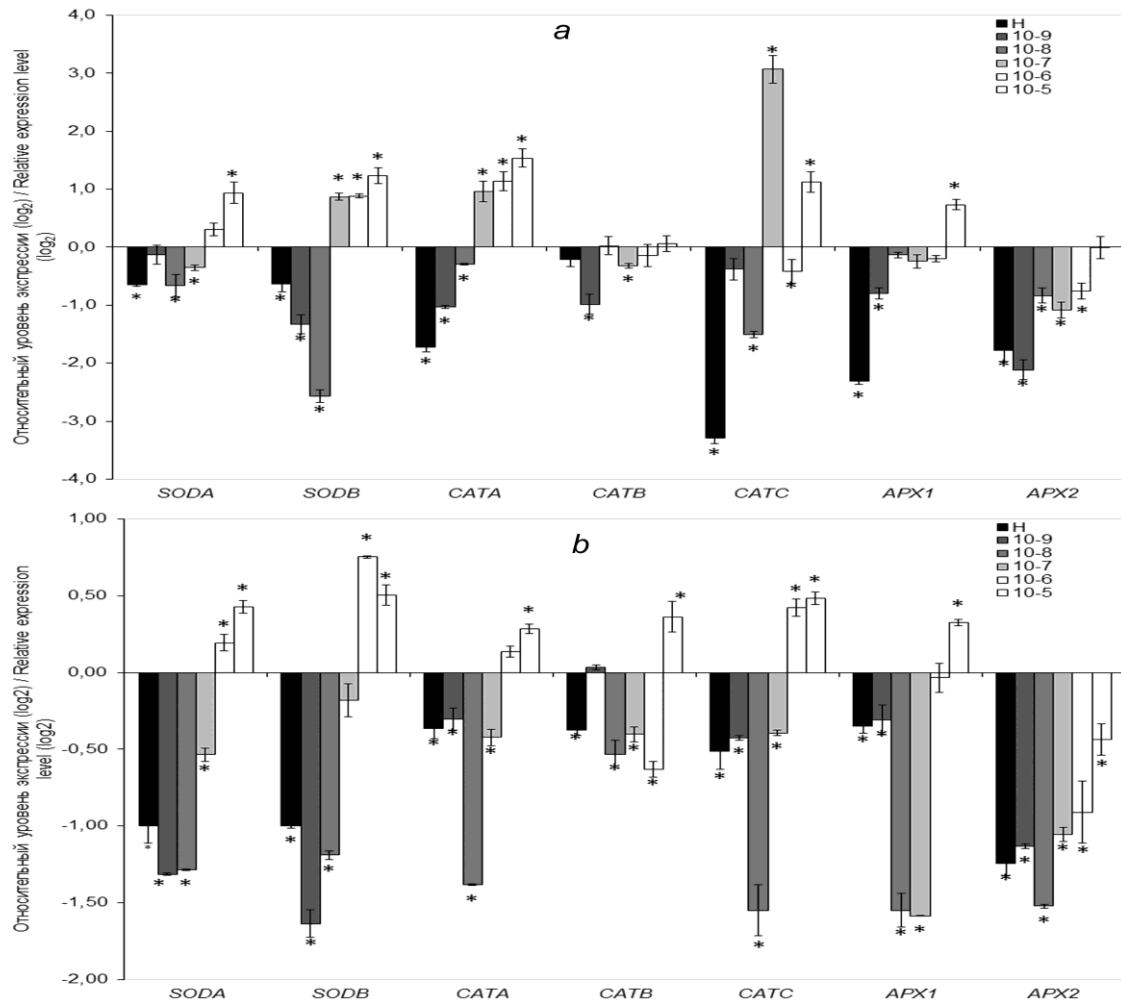 a
4,0
3,0
2,0
1,0
0,0
-1,0
-2,0
-3,0
-4,0
Относительный уровень экспрессии (log2) / Relative expression level
(log2)
H
10-9
10-8
10-7
10-6
10-5
SODA SODB CATA CATB CATC APX1 APX2
b
1,00
0,50
0,00
-0,50
-1,00
-1,50
-2,00
Относительный уровень экспрессии (log2) / Relative expression
level (log2)
H
10-9
10-8
10-7
10-6
10-5
SODA SODB CATA CATB CATC APX1 APX2